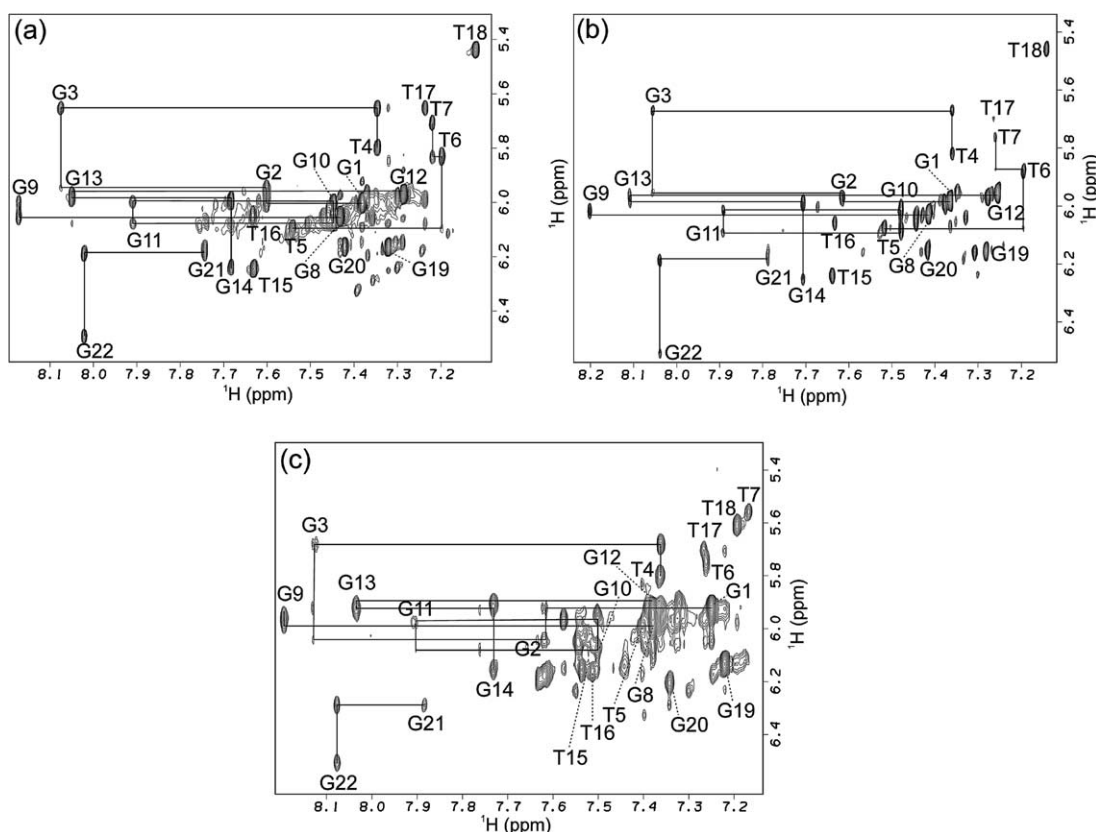 (a)
T18
G3
T17
T7
T4
T6
G9
G13
G2
G10
G1
G12
G11
T16
T5
G8
G21
G14
T15
G20
G19
G22
5.4
5.6
5.8
6.0
6.2
6.4
¹H (ppm)
8.1 8.0 7.9 7.8 7.7 7.6 7.5 7.4 7.3 7.2
¹H (ppm)
(b)
T18
G3
T17
T7
G1
T4
T6
G9
G13
G2
G10
G12
G11
T16
T5
G8
G20
G19
G21
G14
T15
G22
5.4
5.6
5.8
6.0
6.2
6.4
¹H (ppm)
8.2 8.1 8.0 7.9 7.8 7.7 7.6 7.5 7.4 7.3 7.2
¹H (ppm)
(c)
T18
T7
G3
T17
G12
T4
T6
G9
G13
G11
G10
G1
G2
G14
T5
G8
G20
G19
G21
T16
T15
G22
5.4
5.6
5.8
6.0
6.2
6.4
¹H (ppm)
8.1 8.0 7.9 7.8 7.7 7.6 7.5 7.4 7.3 7.2
¹H (ppm)